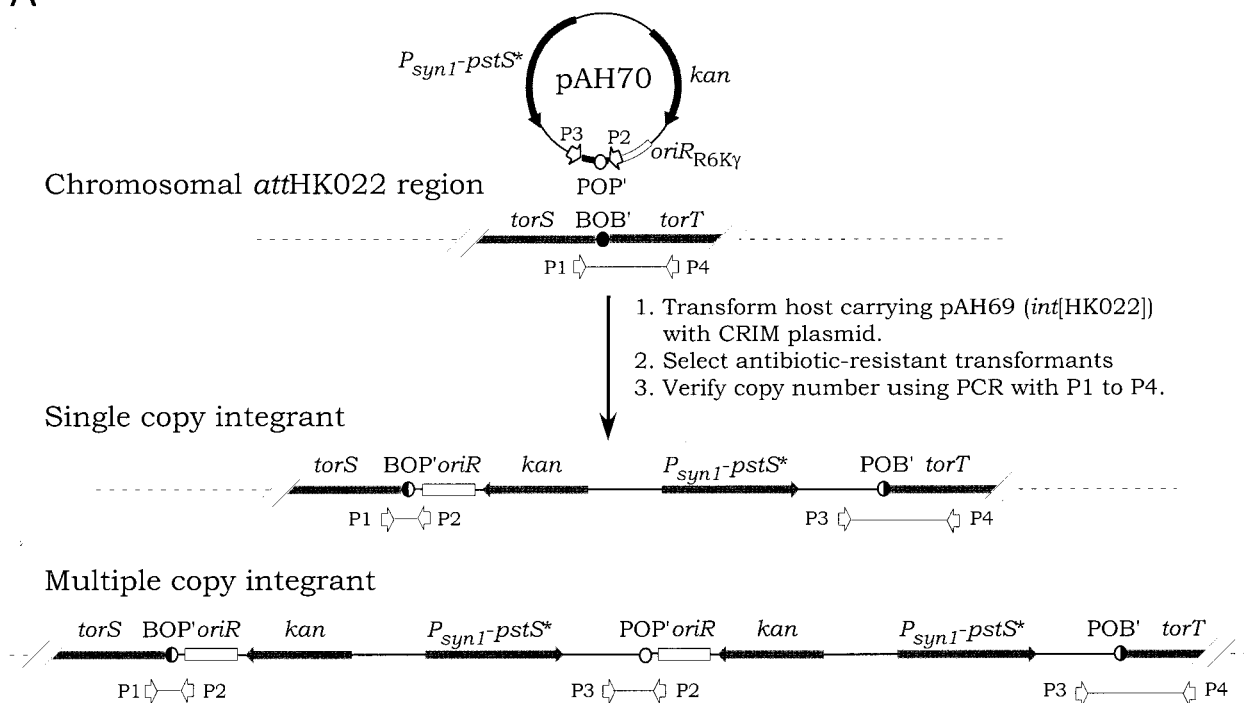 A
P_syn1-pstS*
pAH70
kan
P3
P2
oriR_R6Kγ
POP'
Chromosomal attHK022 region
torS BOB' torT
P1 P4
1. Transform host carrying pAH69 (int[HK022])
with CRIM plasmid.
2. Select antibiotic-resistant transformants
3. Verify copy number using PCR with P1 to P4.
Single copy integrant
torS BOP' oriR kan P_syn1-pstS* POB' torT
P1 P2 P3 P4
Multiple copy integrant
torS BOP' oriR kan P_syn1-pstS* POP' oriR kan P_syn1-pstS* POB' torT
P1 P2 P3 P2 P3 P4